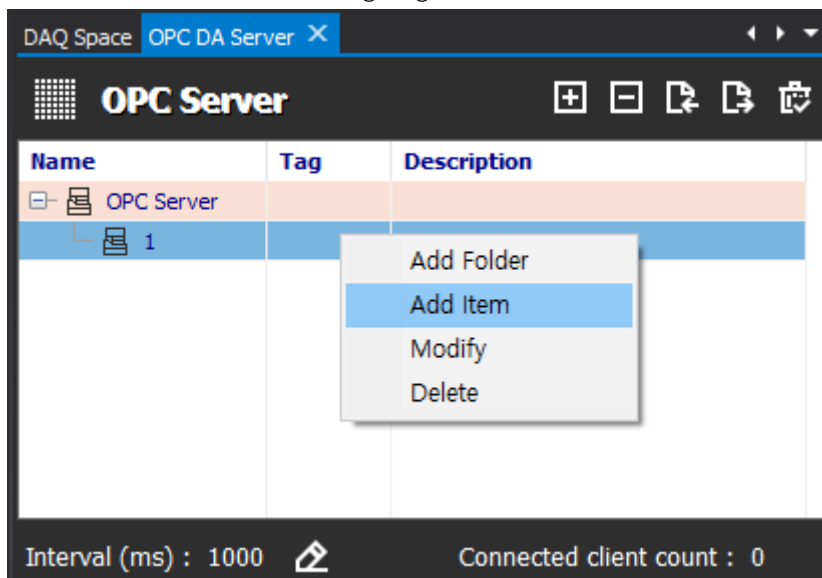 DAQ Space OPC DA Server
OPC Server
Name Tag Description
OPC Server
1
Add Folder
Add Item
Modify
Delete
Interval (ms) : 1000 Connected client count : 0